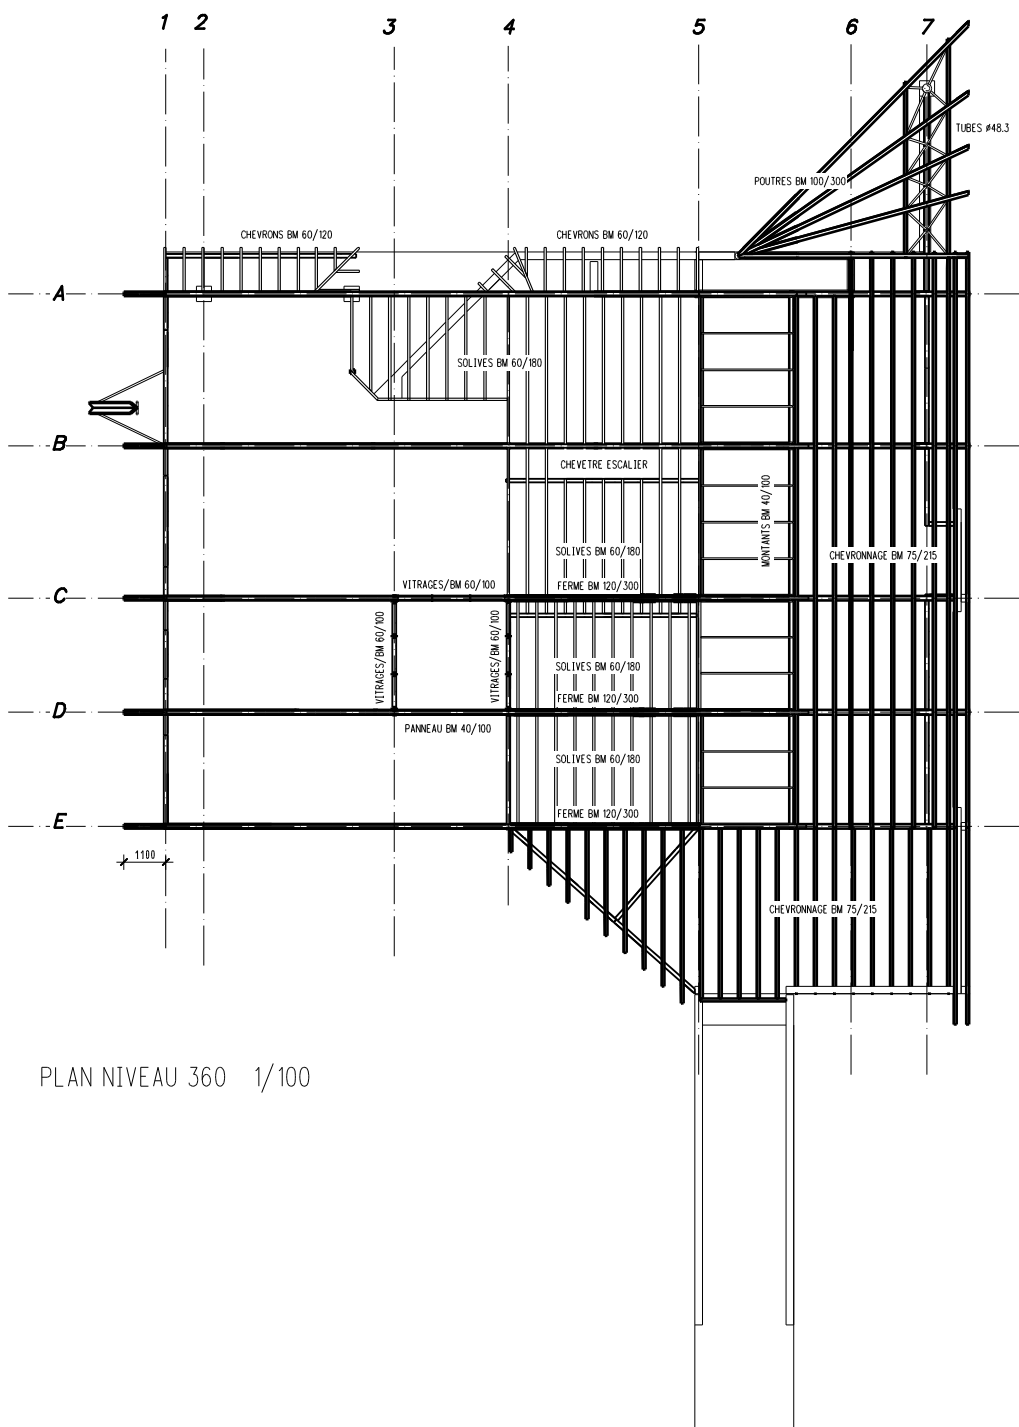 1 2 3 4 5 6 7
TUBES ø48.3
POUTRES BM 100/300
CHEVRONS BM 60/120
CHEVRONS BM 60/120
A
SOLIVES BM 60/180
B
CHEVETRE ESCALIER
MONTANTS BM 40/100
SOLIVES BM 60/180
CHEVRONNAGE BM 75/215
VITRAGES/BM 60/100
FERME BM 120/300
C
VITRAGES/BM 60/100
VITRAGES/BM 60/100
SOLIVES BM 60/180
FERME BM 120/300
D
PANNEAU BM 40/100
SOLIVES BM 60/180
FERME BM 120/300
E
1100
CHEVRONNAGE BM 75/215
PLAN NIVEAU 360 1/100